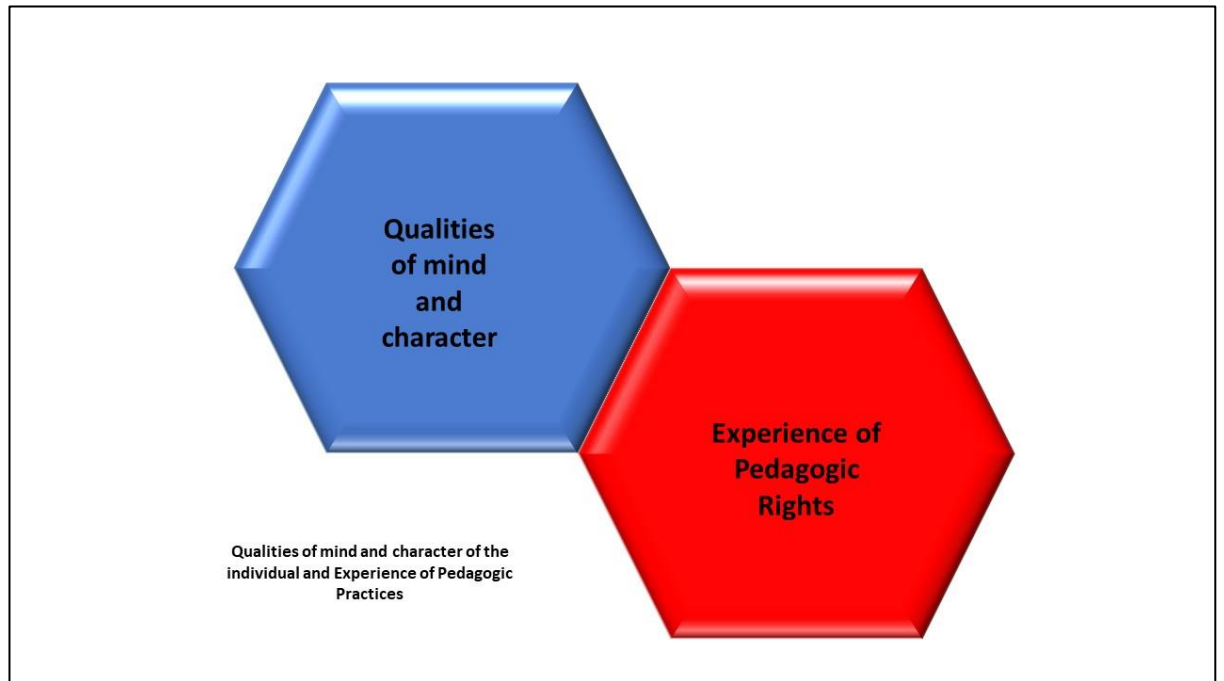 Qualities
of mind
and
character
Experience of
Pedagogic
Rights
Qualities of mind and character of the
individual and Experience of Pedagogic
Practices